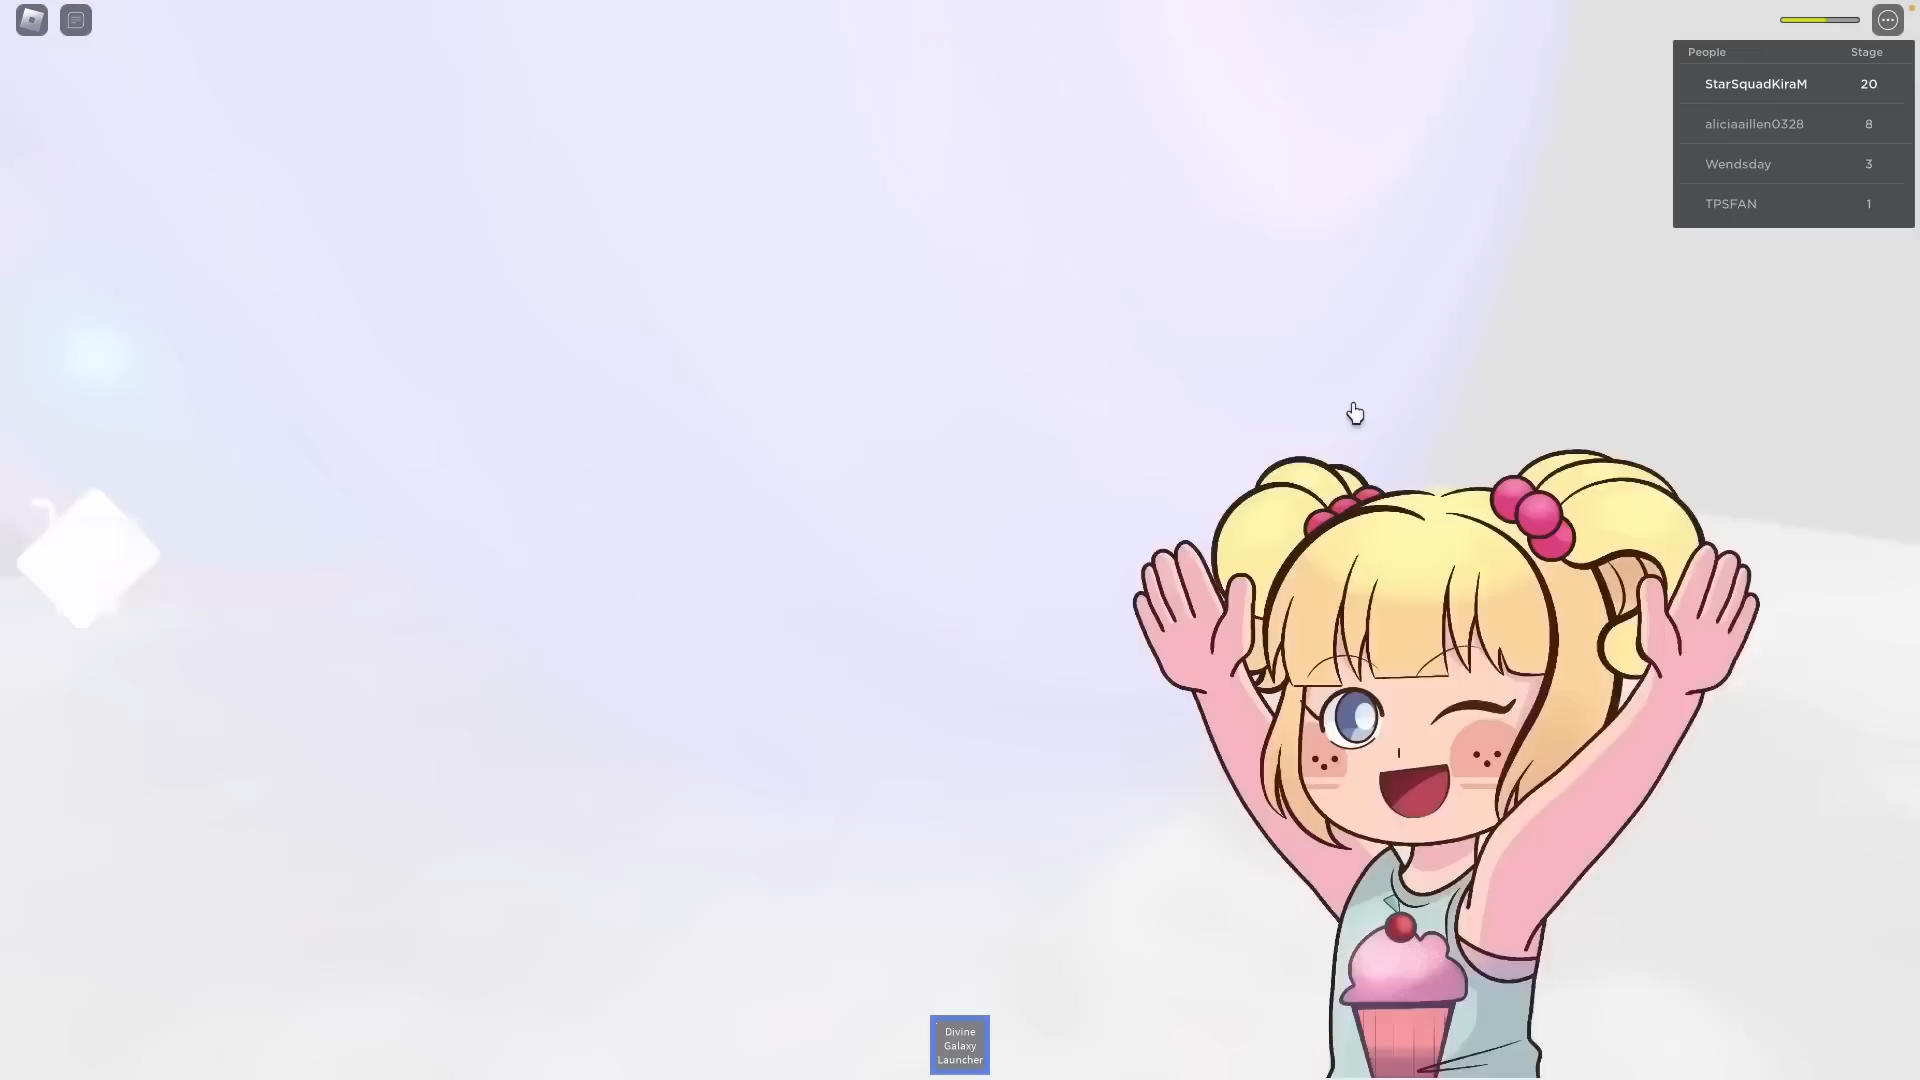 People Stage
StarSquadKiraM 20
aliciaaillen0328 8
Wendsday 3
TPSFAN 1
Divine
Galaxy
Launcher